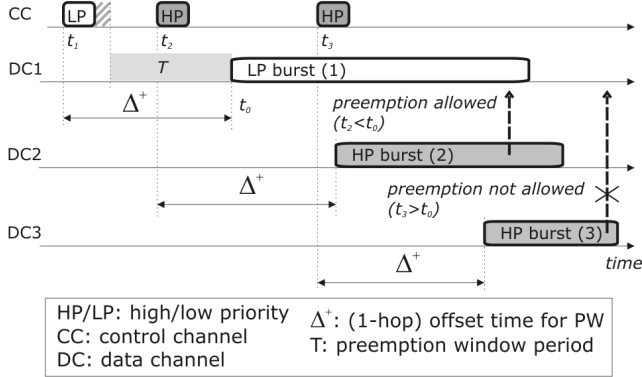 CC LP HP HP
t1 t2 t3
DC1 T LP burst (1)
Δ+ t0 preemption allowed
(t2<t0)
DC2 HP burst (2)
Δ+ preemption not allowed
(t3>t0)
DC3 HP burst (3)
Δ+ time
HP/LP: high/low priority
CC: control channel
DC: data channel
Δ+: (1-hop) offset time for PW
T: preemption window period